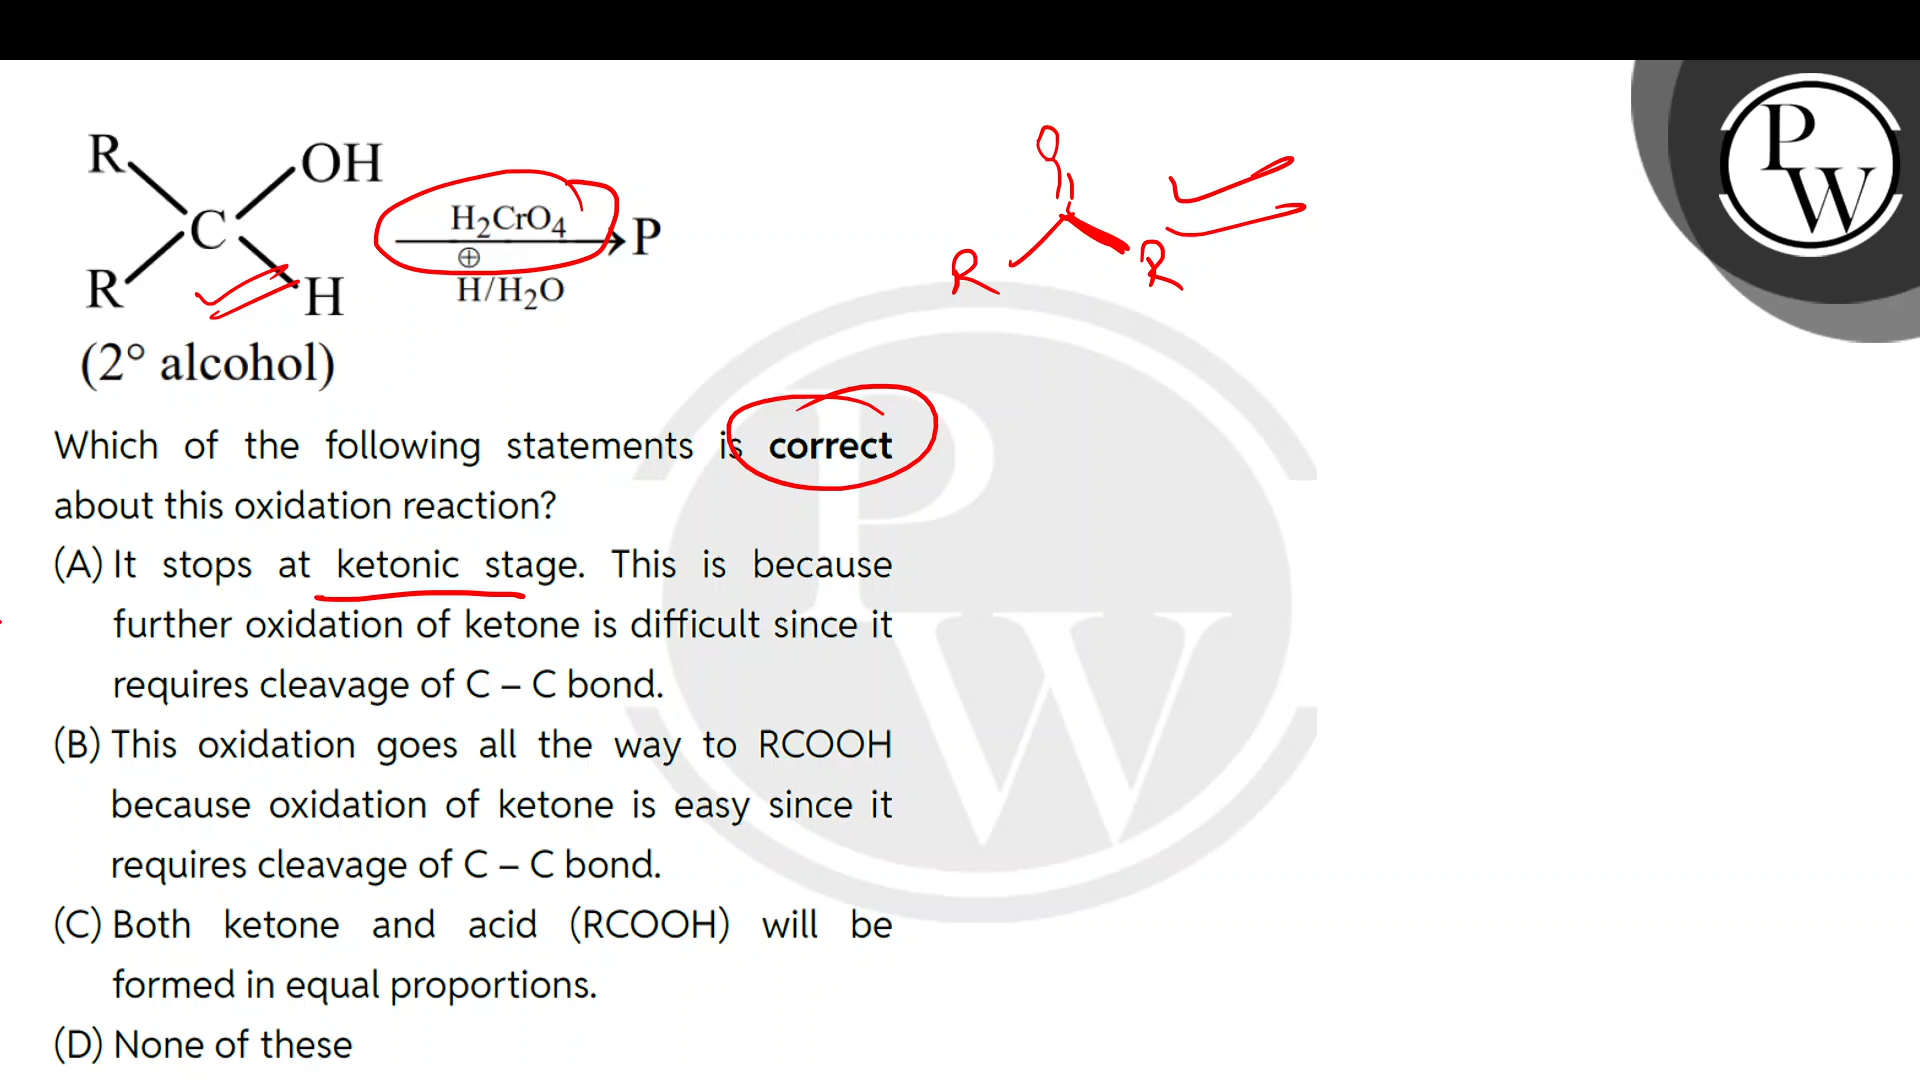 R
OH
C
R
H
H₂CrO₄
⊕
H/H₂O
P
(2° alcohol)
O
R
R
P
W
Which of the following statements is correct
about this oxidation reaction?
(A) It stops at ketonic stage. This is because
further oxidation of ketone is difficult since it
requires cleavage of C – C bond.
(B) This oxidation goes all the way to RCOOH
because oxidation of ketone is easy since it
requires cleavage of C – C bond.
(C) Both ketone and acid (RCOOH) will be
formed in equal proportions.
(D) None of these
P
W